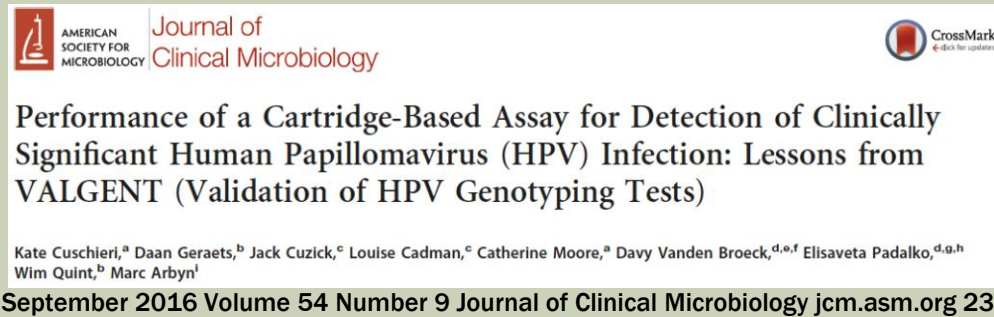 AMERICAN
SOCIETY FOR
MICROBIOLOGY
Journal of
Clinical Microbiology
CrossMark
click for updates
Performance of a Cartridge-Based Assay for Detection of Clinically
Significant Human Papillomavirus (HPV) Infection: Lessons from
VALGENT (Validation of HPV Genotyping Tests)
Kate Cuschieri,ᵃ Daan Geraets,ᵇ Jack Cuzick,ᶜ Louise Cadman,ᶜ Catherine Moore,ᵃ Davy Vanden Broeck,ᵈ,ᵉ,ᶠ Elisaveta Padalko,ᵈ,ᵍ,ʰ
Wim Quint,ᵇ Marc Arbynⁱ
September 2016 Volume 54 Number 9 Journal of Clinical Microbiology jcm.asm.org 23